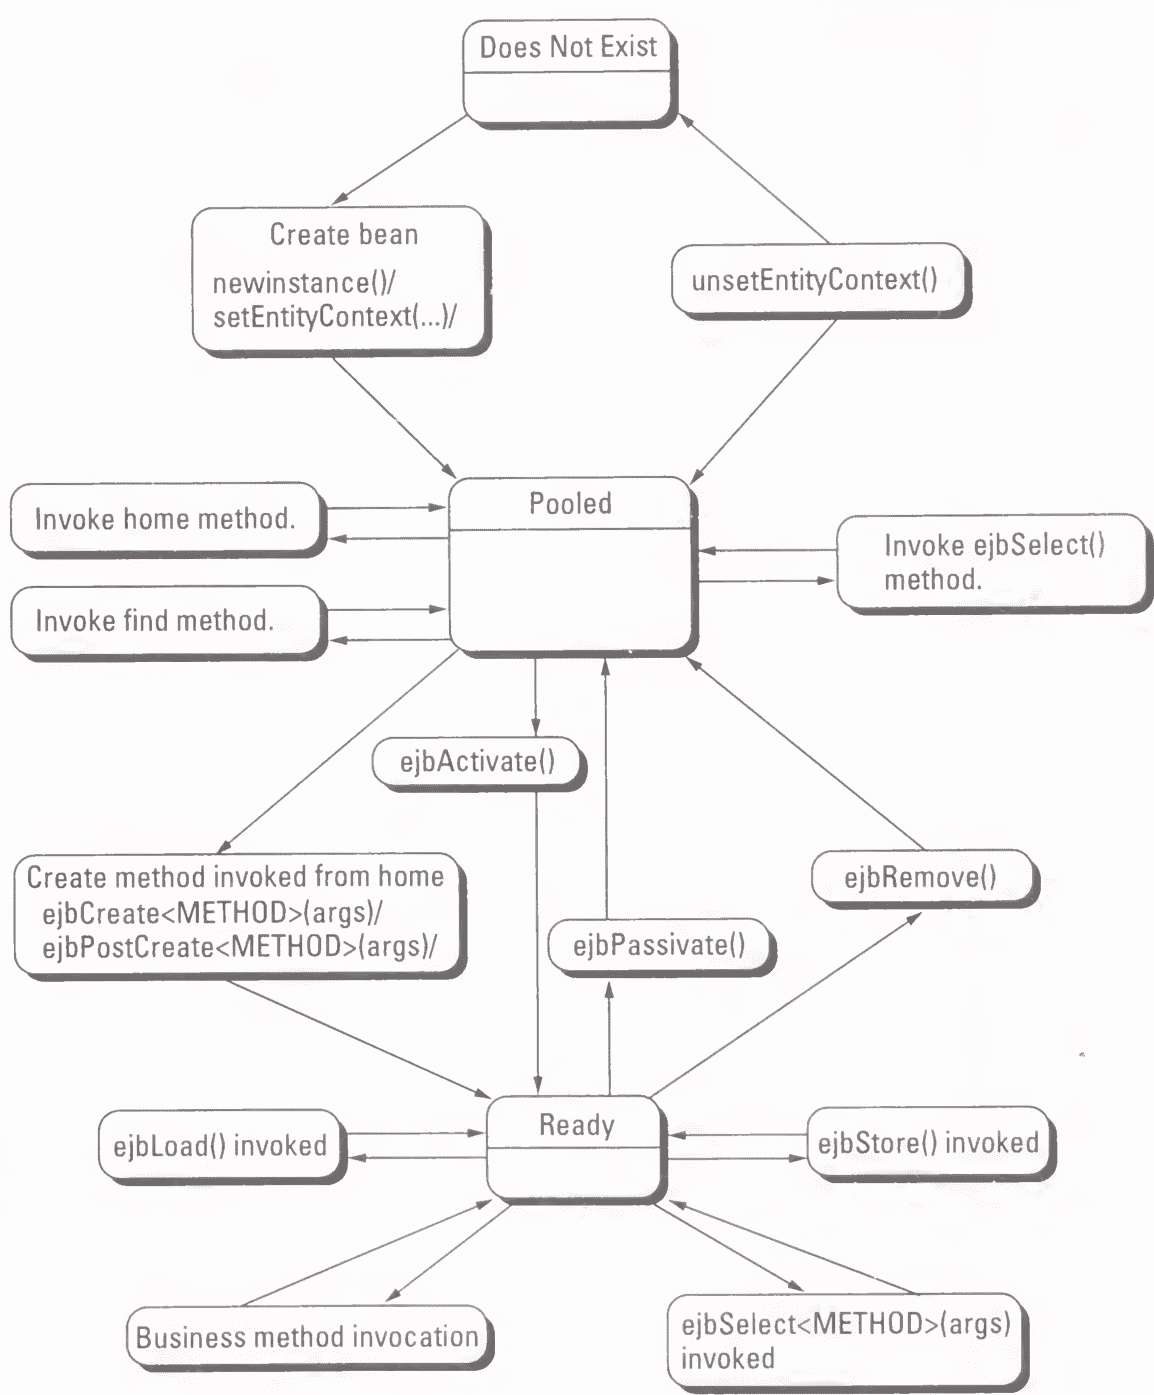 Does Not Exist
Create bean
newinstance()/
setEntityContext(...)/
unsetEntityContext()
Pooled
Invoke home method.
Invoke find method.
Invoke ejbSelect()
method.
ejbActivate()
Create method invoked from home
ejbCreate<METHOD>(args)/
ejbPostCreate<METHOD>(args)/
ejbRemove()
ejbPassivate()
Ready
ejbLoad() invoked
ejbStore() invoked
Business method invocation
ejbSelect<METHOD>(args)
invoked